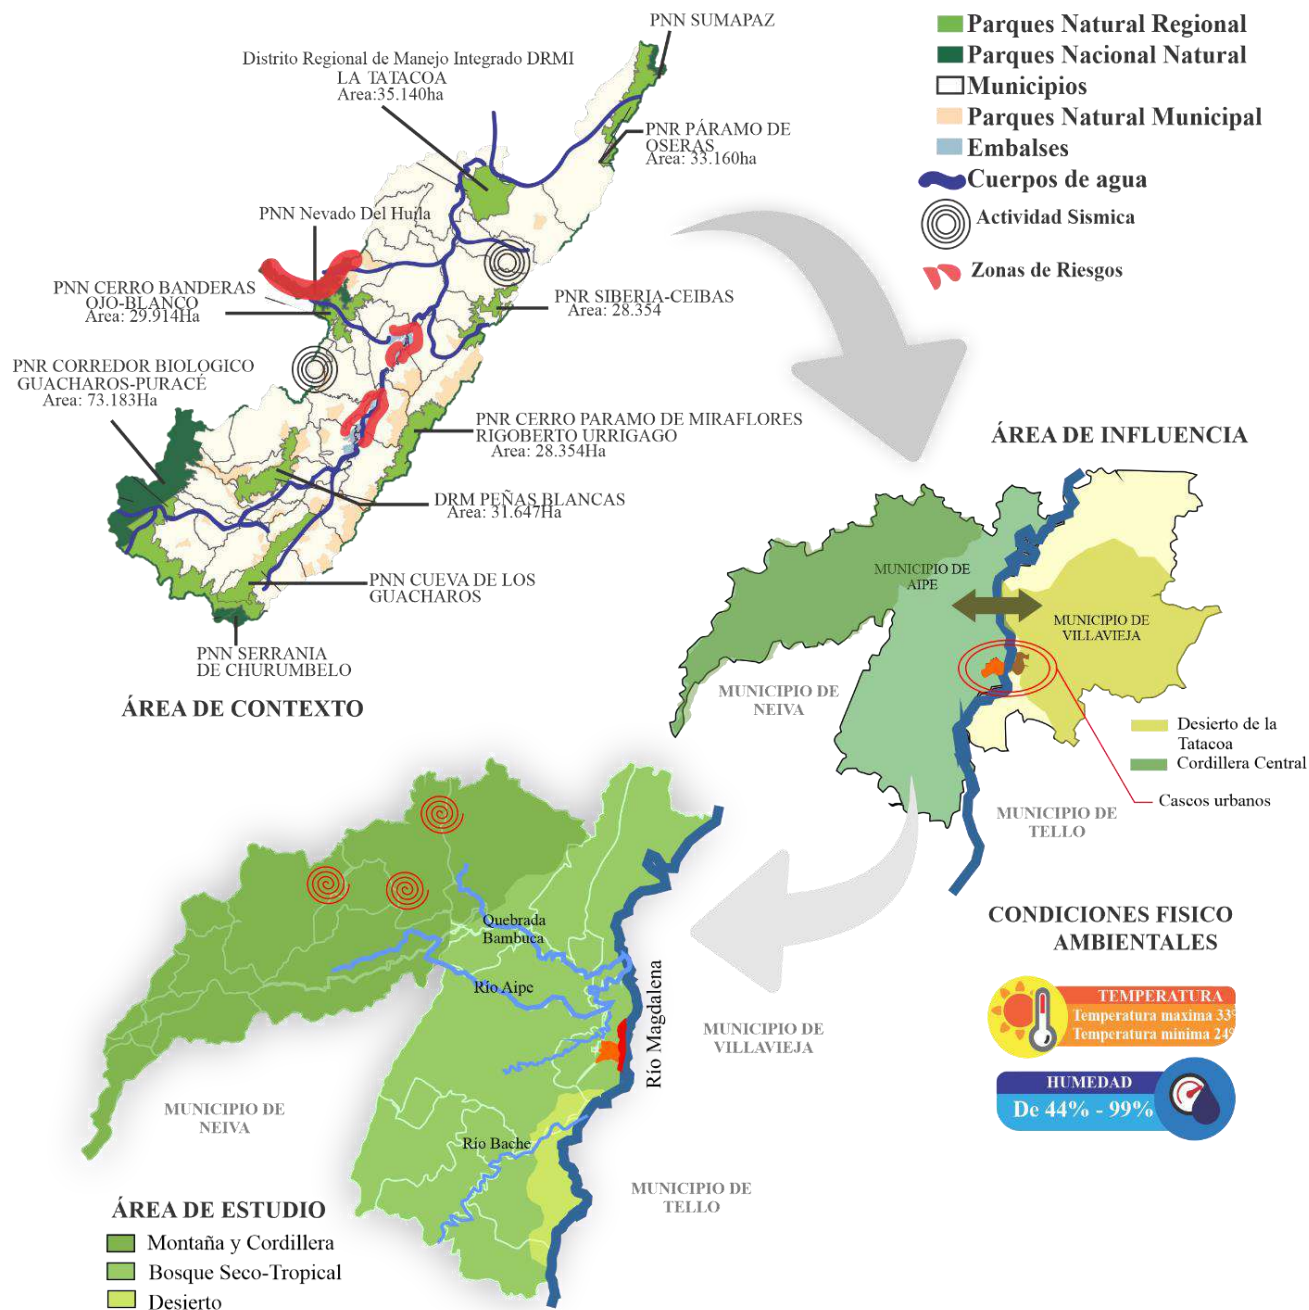 PNN SUMAPAZ
Distrito Regional de Manejo Integrado DRMI
LA TATACOA
Area:35.140ha
PNR PÁRAMO DE
OSERAS
Area: 33.160ha
PNN Nevado Del Huila
PNN CERRO BANDERAS
OJO-BLANCO
Area: 29.914Ha
PNR SIBERIA-CEIBAS
Area: 28.354
PNR CORREDOR BIOLOGICO
GUACHAROS-PURACÉ
Area: 73.183Ha
PNR CERRO PARAMO DE MIRAFLORES
RIGOBERTO URRIGAGO
Area: 28.354Ha
DRM PEÑAS BLANCAS
Area: 31.647Ha
PNN CUEVA DE LOS
GUACHAROS
PNN SERRANIA
DE CHURUMBELO
ÁREA DE CONTEXTO
Parques Natural Regional
Parques Nacional Natural
Municipios
Parques Natural Municipal
Embalses
Cuerpos de agua
Actividad Sismica
Zonas de Riesgos
ÁREA DE INFLUENCIA
MUNICIPIO DE
AIPE
MUNICIPIO DE
VILLAVIEJA
MUNICIPIO DE
NEIVA
Desierto de la
Tatacoa
Cordillera Central
Cascos urbanos
MUNICIPIO DE
TELLO
CONDICIONES FISICO
AMBIENTALES
TEMPERATURA
Temperatura maxima 33°
Temperatura minima 24°
HUMEDAD
De 44% - 99%
Quebrada
Bambuca
Río Aipe
Río Magdalena
MUNICIPIO DE
VILLAVIEJA
MUNICIPIO DE
NEIVA
Río Bache
MUNICIPIO DE
TELLO
ÁREA DE ESTUDIO
Montaña y Cordillera
Bosque Seco-Tropical
Desierto